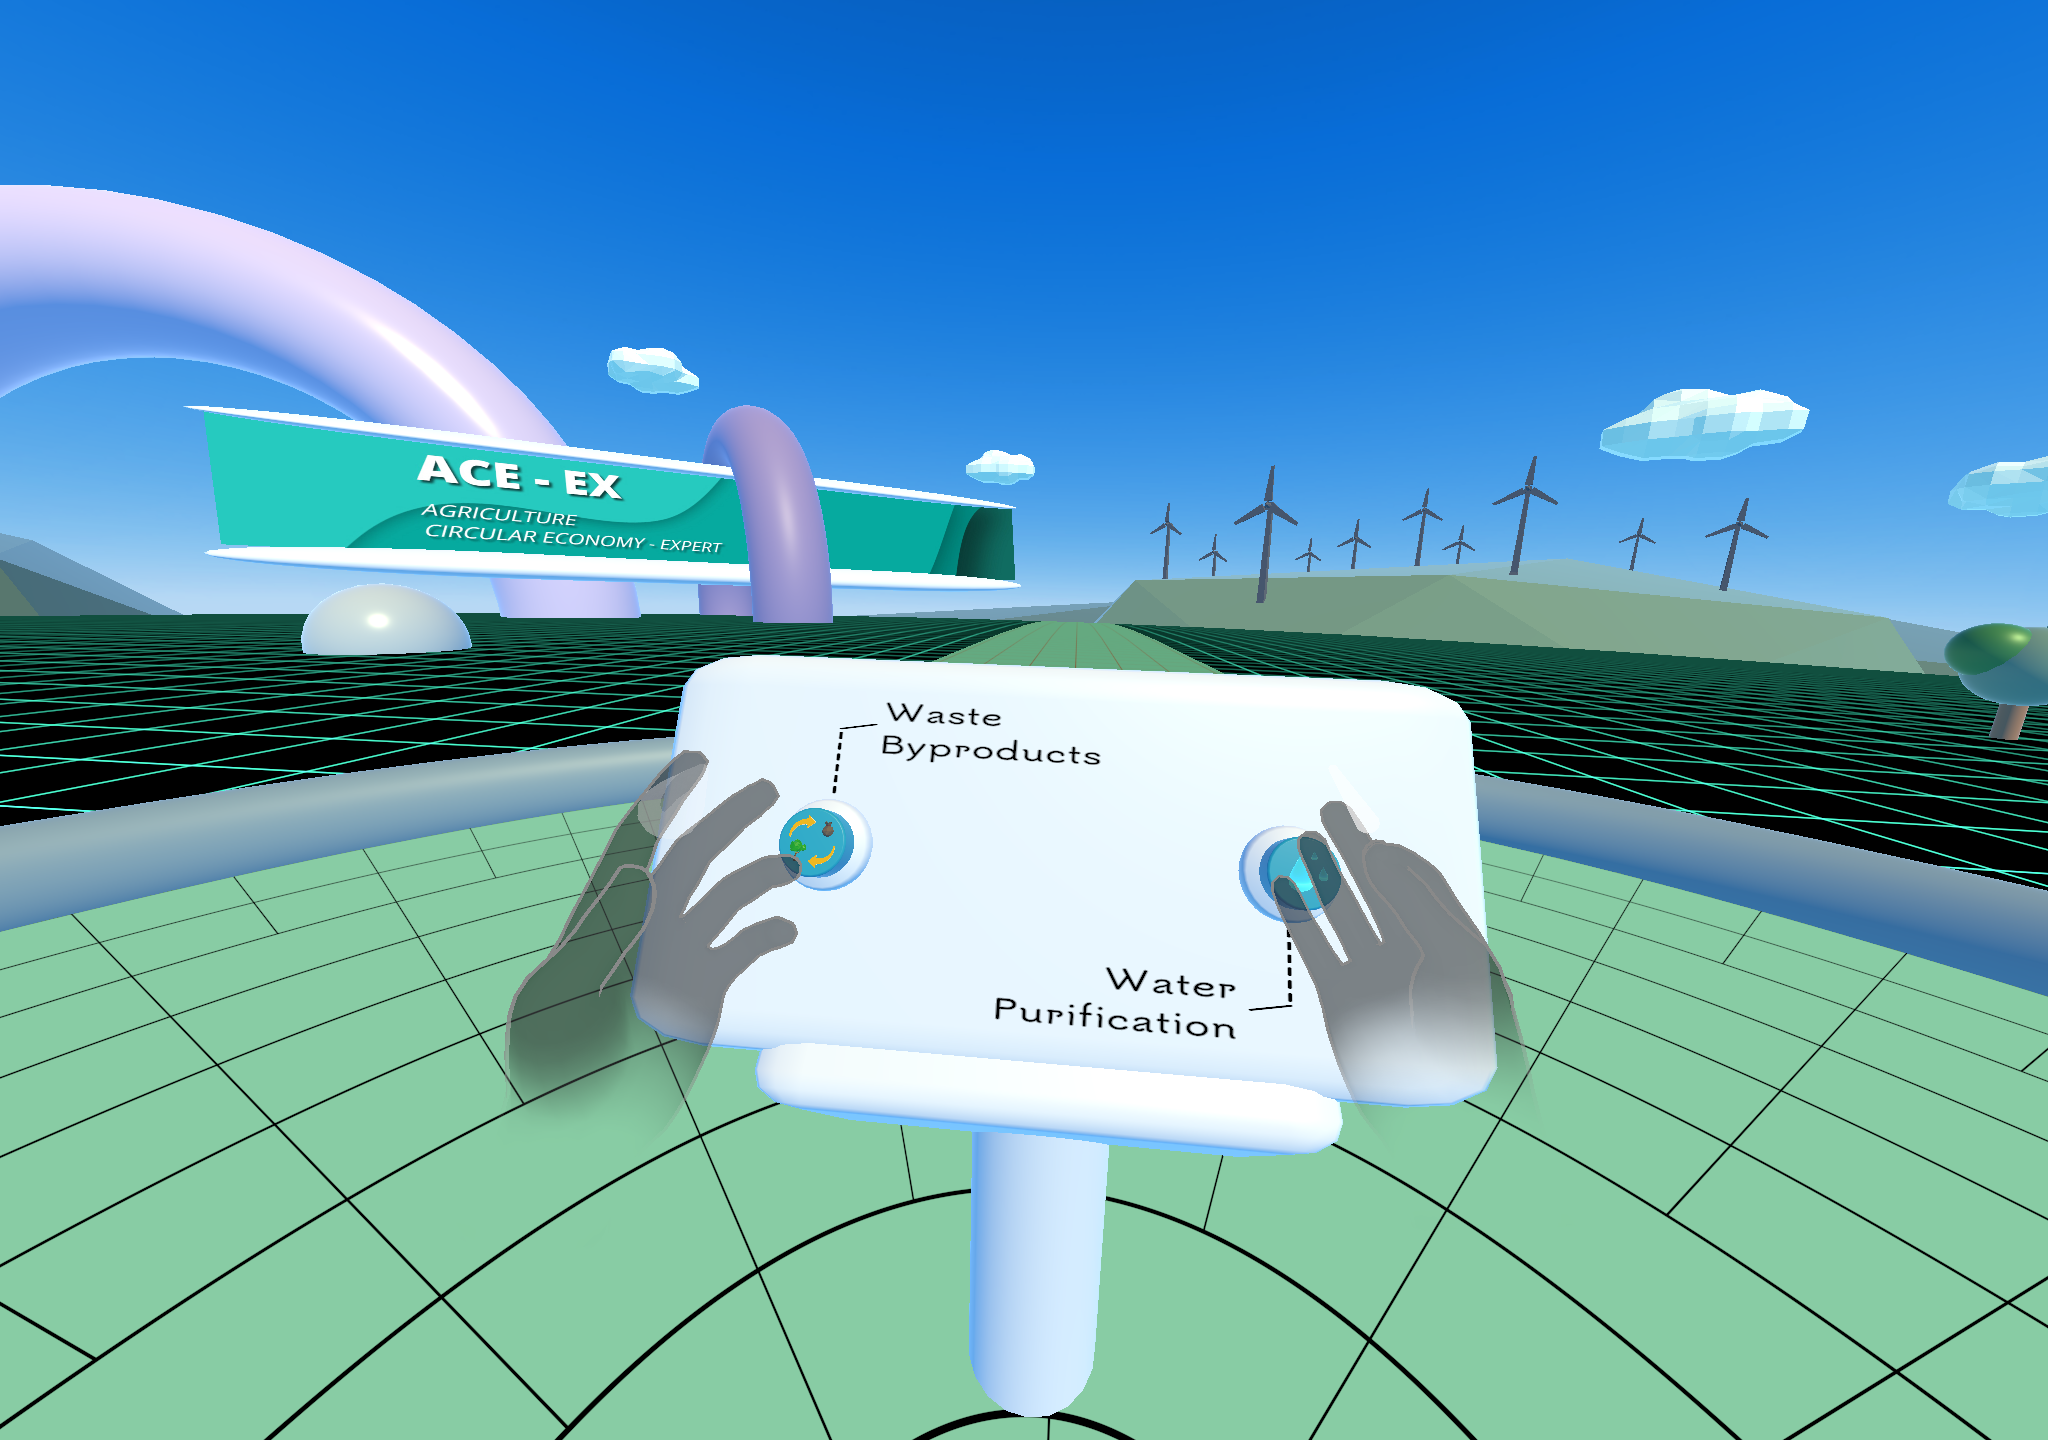 ACE - EX
AGRICULTURE
CIRCULAR ECONOMY - EXPERT
Waste
Byproducts
Water
Purification